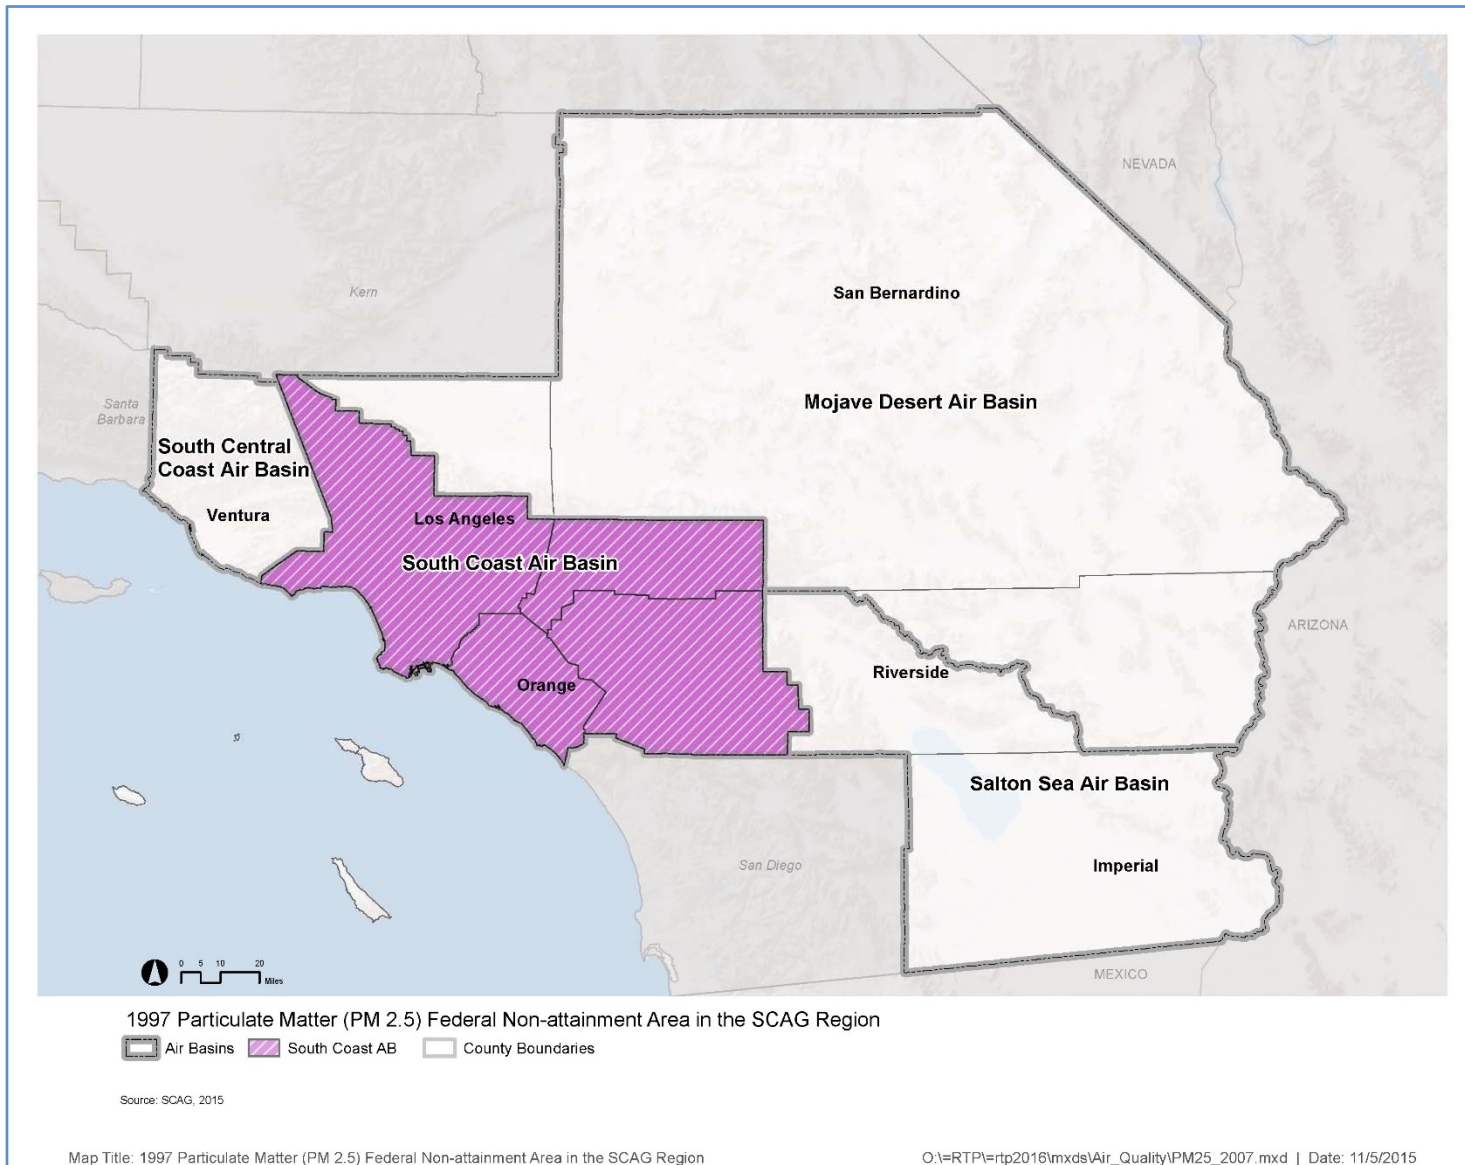 NEVADA
San Bernardino
Kern
Mojave Desert Air Basin
Santa
Barbara
South Central
Coast Air Basin
Ventura
Los Angeles
South Coast Air Basin
ARIZONA
Riverside
Orange
Salton Sea Air Basin
San Diego
Imperial
MEXICO
0 5 10 20
Miles
1997 Particulate Matter (PM 2.5) Federal Non-attainment Area in the SCAG Region
Air Basins South Coast AB County Boundaries
Source: SCAG, 2015
Map Title: 1997 Particulate Matter (PM 2.5) Federal Non-attainment Area in the SCAG Region O:\=RTP\=rtp2016\mxds\Air_Quality\PM25_2007.mxd | Date: 11/5/2015